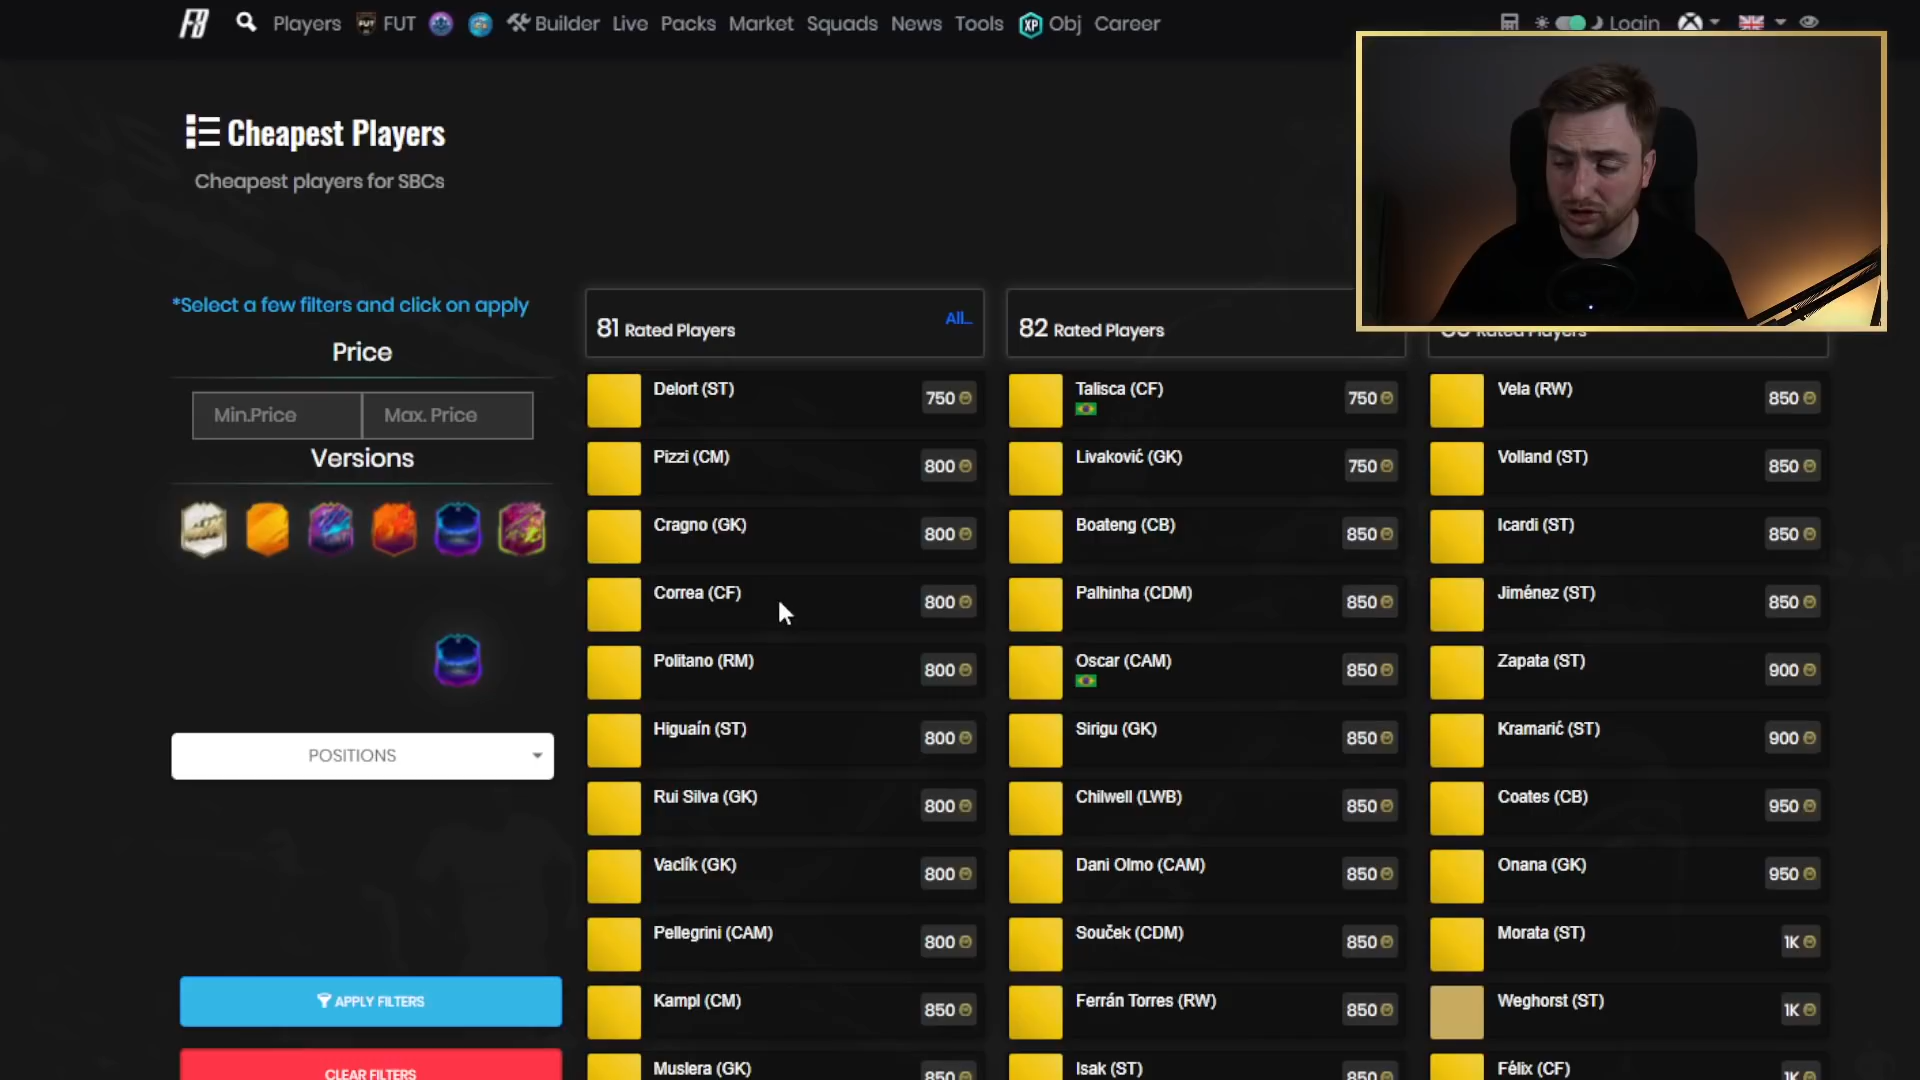 FB Players FUT Builder Live Packs Market Squads News Tools XP Obj Career Login
Cheapest Players
Cheapest players for SBCs
*Select a few filters and click on apply
Price
Min.Price Max. Price
Versions
POSITIONS
APPLY FILTERS
CLEAR FILTERS
81 Rated Players All...
Delort (ST) 750
Pizzi (CM) 800
Cragno (GK) 800
Correa (CF) 800
Politano (RM) 800
Higuaín (ST) 800
Rui Silva (GK) 800
Vaclík (GK) 800
Pellegrini (CAM) 800
Kampl (CM) 850
Muslera (GK) 850
82 Rated Players
Talisca (CF) 750
Livaković (GK) 750
Boateng (CB) 850
Palhinha (CDM) 850
Oscar (CAM) 850
Sirigu (GK) 850
Chilwell (LWB) 850
Dani Olmo (CAM) 850
Souček (CDM) 850
Ferrán Torres (RW) 850
Isak (ST) 850
Rated Players
Vela (RW) 850
Volland (ST) 850
Icardi (ST) 850
Jiménez (ST) 850
Zapata (ST) 900
Kramarić (ST) 900
Coates (CB) 950
Onana (GK) 950
Morata (ST) 1K
Weghorst (ST) 1K
Félix (CF) 1K